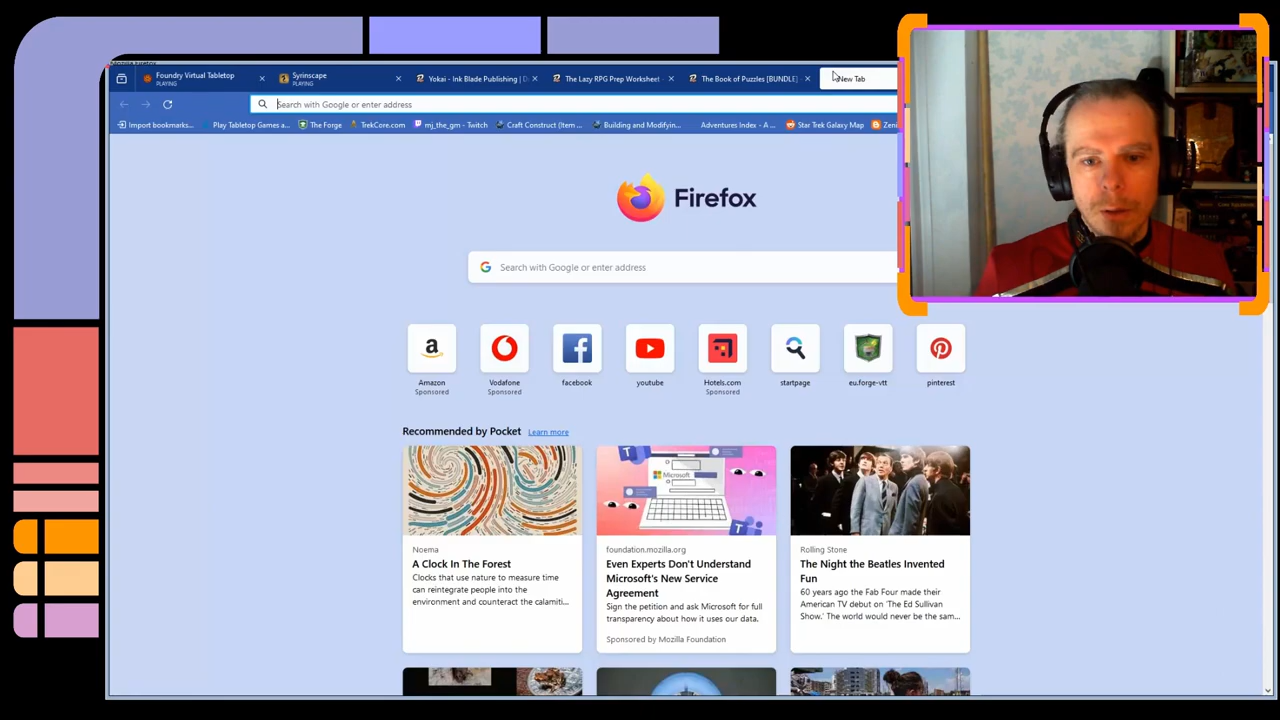 Foundry Virtual Tabletop
PLAYING
Syrinscape
PLAYING
Yokai - Ink Blade Publishing | D
The Lazy RPG Prep Worksheet -
The Book of Puzzles [BUNDLE]
New Tab
Search with Google or enter address
Import bookmarks...
Play Tabletop Games a...
The Forge
TrekCore.com
mj_the_gm - Twitch
Craft Construct (Item ...
Building and Modifyin...
Adventures Index - A ...
Star Trek Galaxy Map
Zeni
Firefox
Search with Google or enter address
Amazon
Sponsored
Vodafone
Sponsored
facebook
youtube
Hotels.com
Sponsored
startpage
eu.forge-vtt
pinterest
Recommended by Pocket Learn more
Noema
A Clock In The Forest
Clocks that use nature to measure time
can reintegrate people into the
environment and counteract the calamiti...
Microsoft
foundation.mozilla.org
Even Experts Don't Understand
Microsoft's New Service
Agreement
Sign the petition and ask Microsoft for full
transparency about how it uses our data.
Sponsored by Mozilla Foundation
Rolling Stone
The Night the Beatles Invented
Fun
60 years ago the Fab Four made their
American TV debut on 'The Ed Sullivan
Show.' The world would never be the sam...